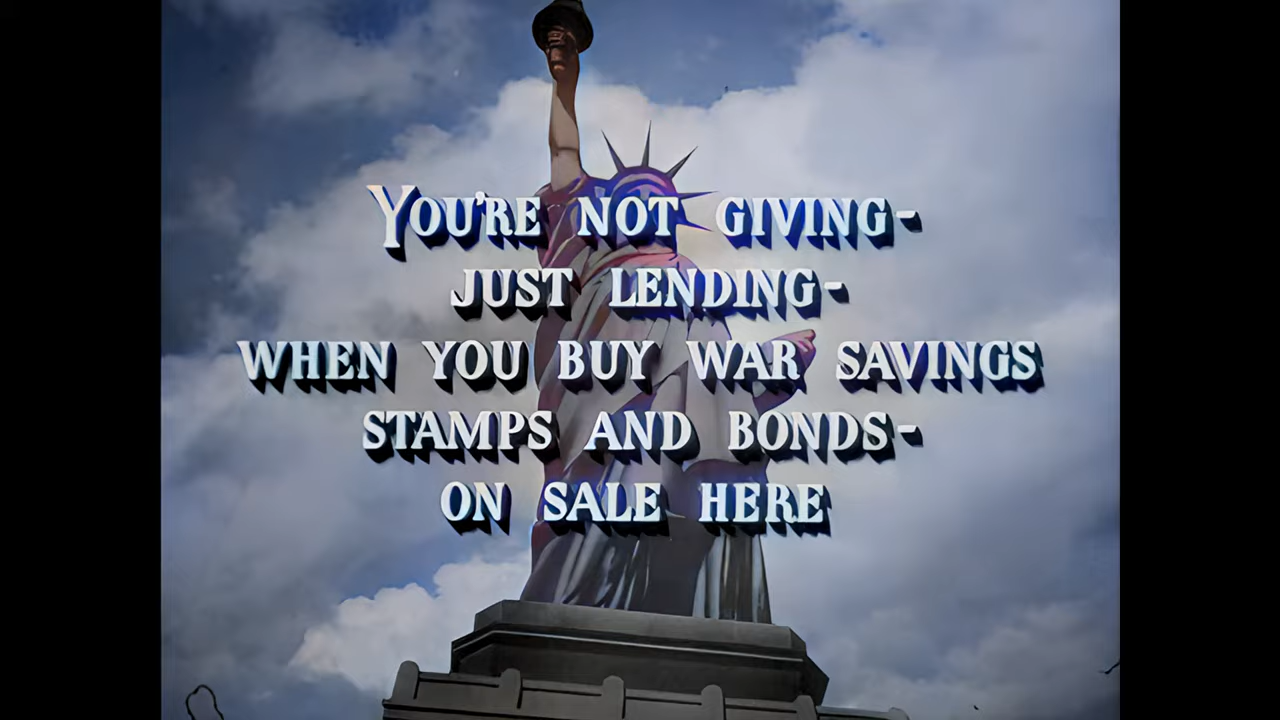 You're not giving-
just lending-
when you buy War Savings
Stamps and Bonds-
on sale here